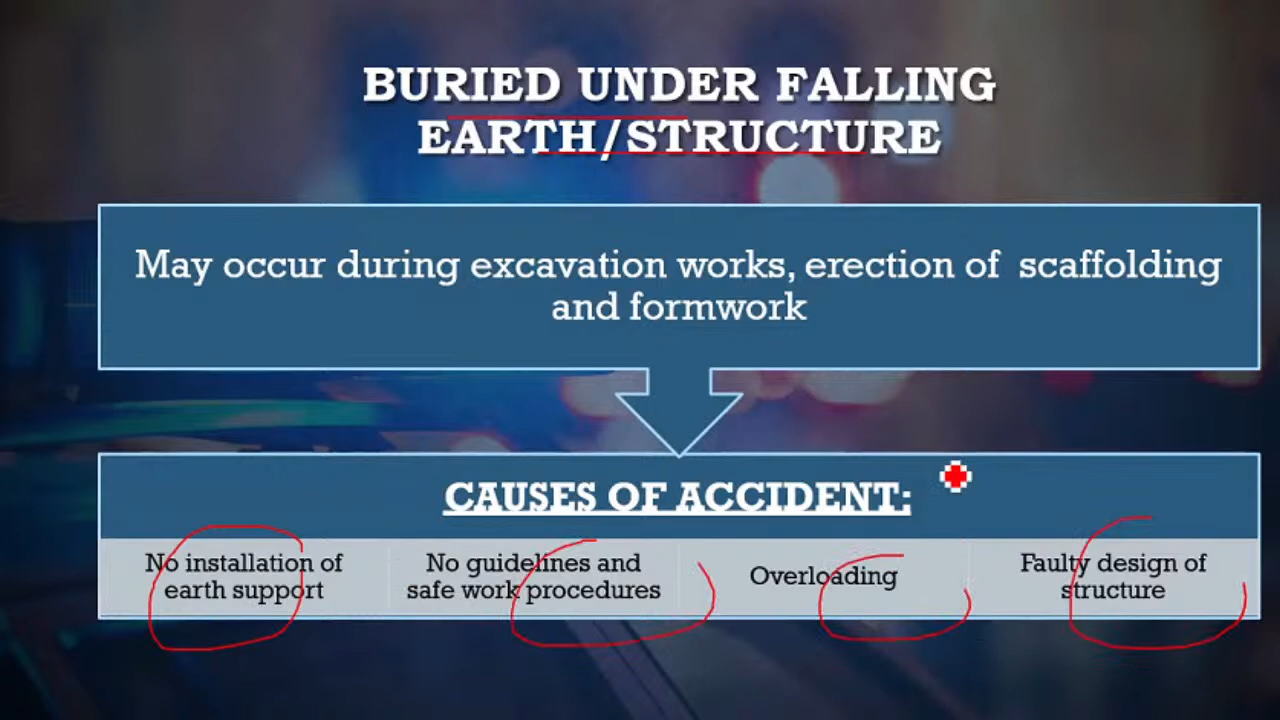 BURIED UNDER FALLING
EARTH/STRUCTURE
May occur during excavation works, erection of scaffolding
and formwork
CAUSES OF ACCIDENT:
No installation of
earth support
No guidelines and
safe work procedures
Overloading
Faulty design of
structure